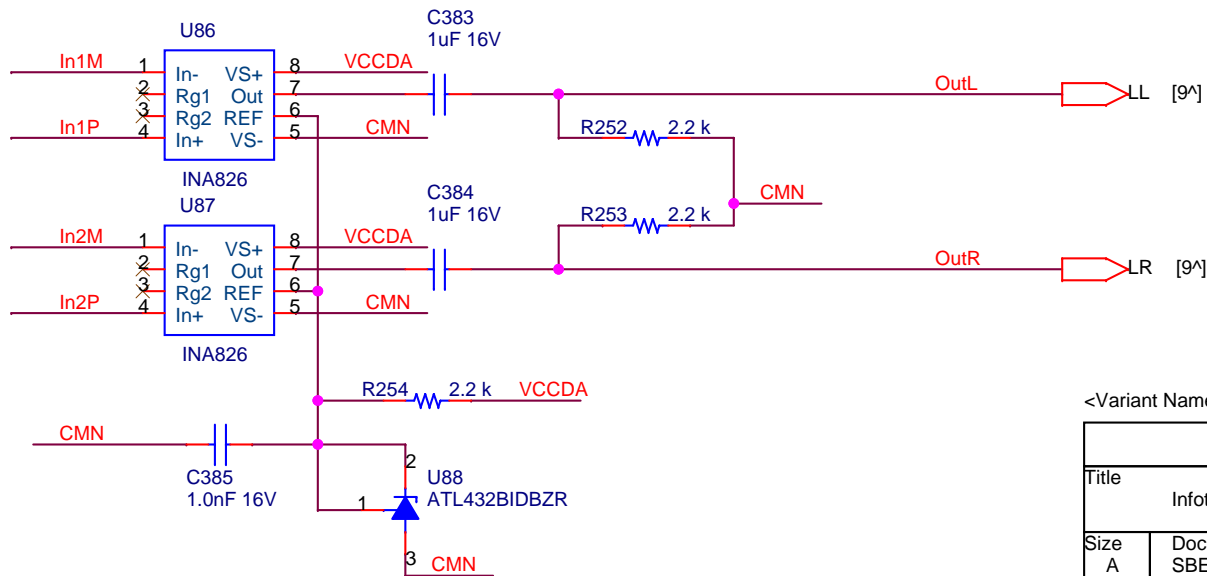 U86
In1M 1 In- VS+ 8 VCCDA
2 Rg1 Out 7
3 Rg2 REF 6
In1P 4 In+ VS- 5 CMN
INA826
C383
1uF 16V
OutL
LL [9^]
R252 2.2 k
CMN
R253 2.2 k
U87
In2M 1 In- VS+ 8 VCCDA
2 Rg1 Out 7
3 Rg2 REF 6
In2P 4 In+ VS- 5 CMN
INA826
C384
1uF 16V
OutR
LR [9^]
R254 2.2 k VCCDA
CMN
C385
1.0nF 16V
2
1
3 CMN
U88
ATL432BIDBZR
<Variant Name
Title
Infot
Size
A
Doc
SBE